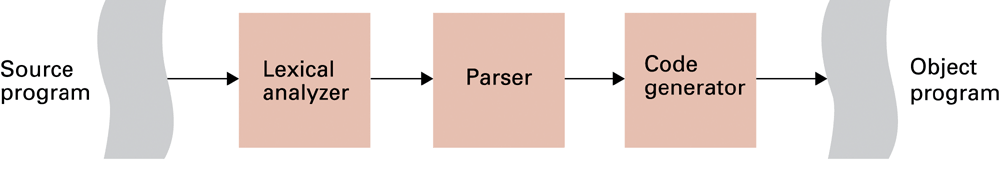 Source
program
Lexical
analyzer
Parser
Code
generator
Object
program